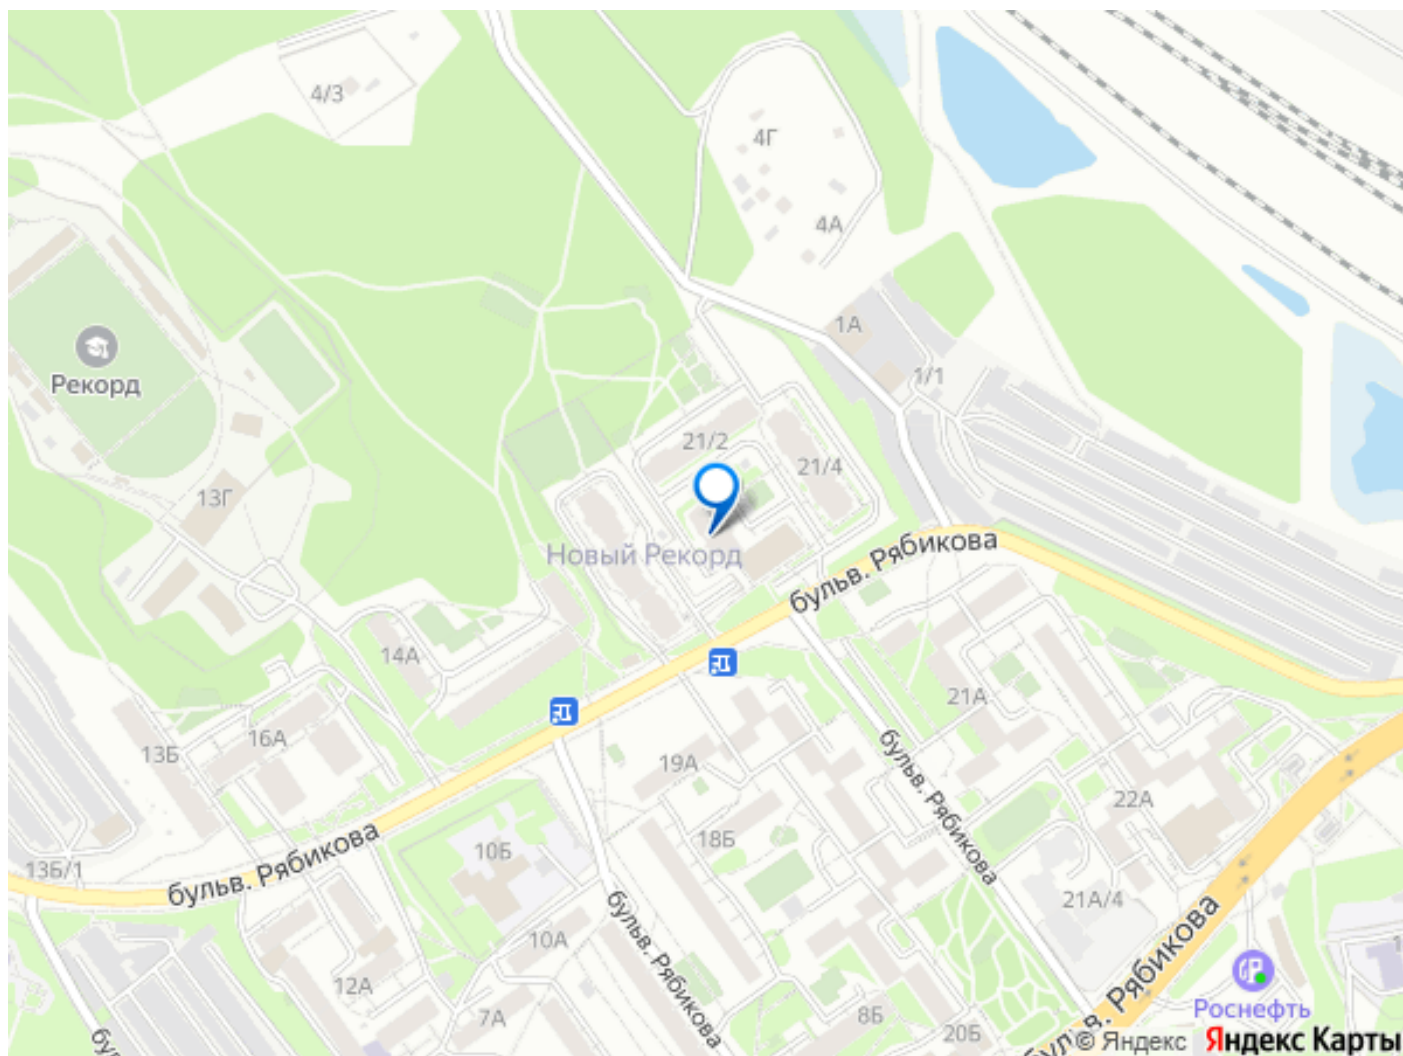 4/3
4Г
4А
1А
1/1
Рекорд
21/2
21/4
13Г
Новый Рекорд
бульв. Рябикова
14А
21А
16А
13Б
19А
22А
18Б
бульв. Рябикова
10Б
13Б/1
бульв. Рябикова
21А/4
бульв. Рябикова
10А
12А
7А
8Б
20Б
бульв. Рябикова
Роснефть
© Яндекс Яндекс Карты